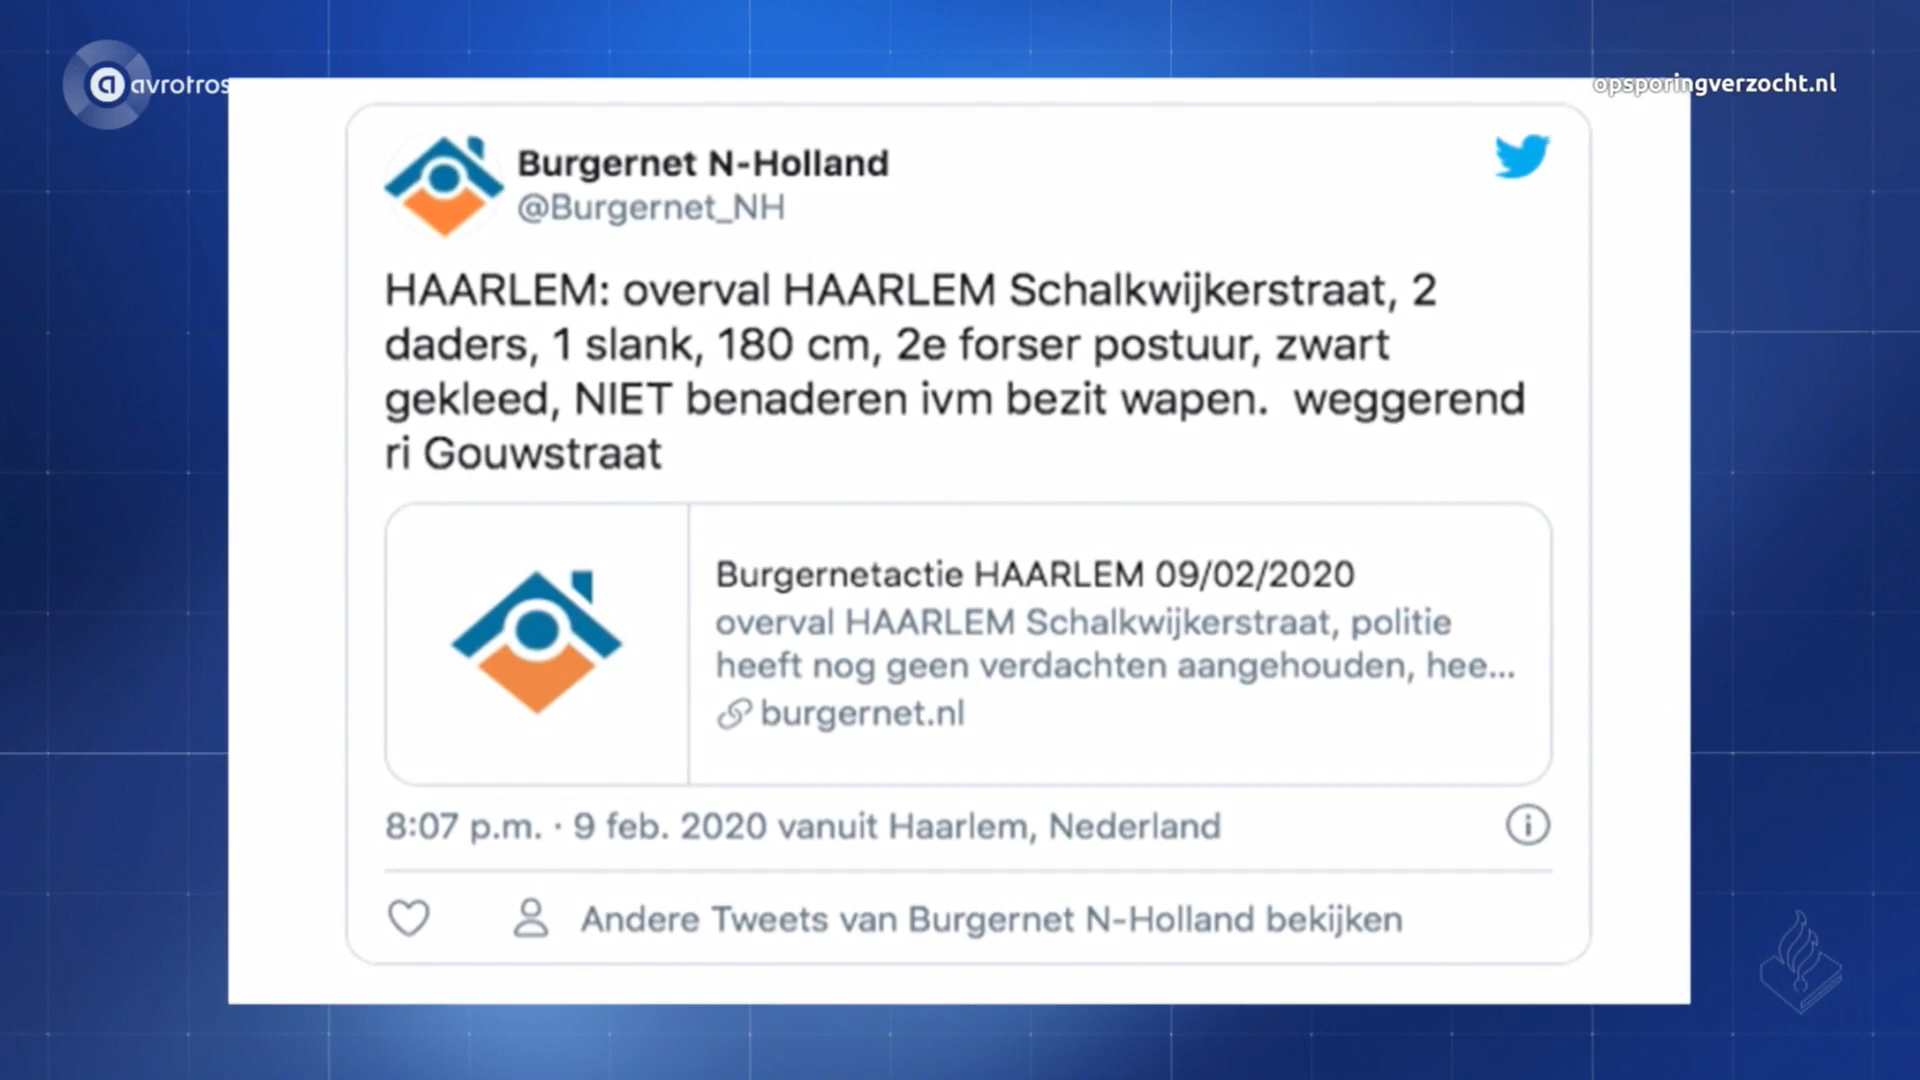 avrotros
opsporingverzocht.nl
Burgernet N-Holland
@Burgernet_NH
HAARLEM: overval HAARLEM Schalkwijkerstraat, 2
daders, 1 slank, 180 cm, 2e forser postuur, zwart
gekleed, NIET benaderen ivm bezit wapen.  weggerend
ri Gouwstraat
Burgernetactie HAARLEM 09/02/2020
overval HAARLEM Schalkwijkerstraat, politie
heeft nog geen verdachten aangehouden, hee...
burgernet.nl
8:07 p.m. · 9 feb. 2020 vanuit Haarlem, Nederland
Andere Tweets van Burgernet N-Holland bekijken